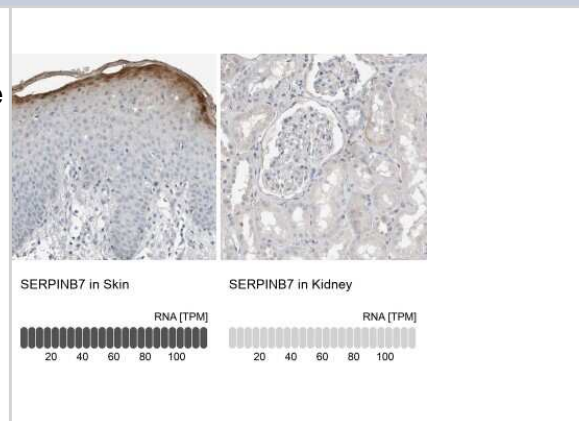 e
SERPINB7 in Skin
RNA [TPM]
20 40 60 80 100
SERPINB7 in Kidney
RNA [TPM]
20 40 60 80 100